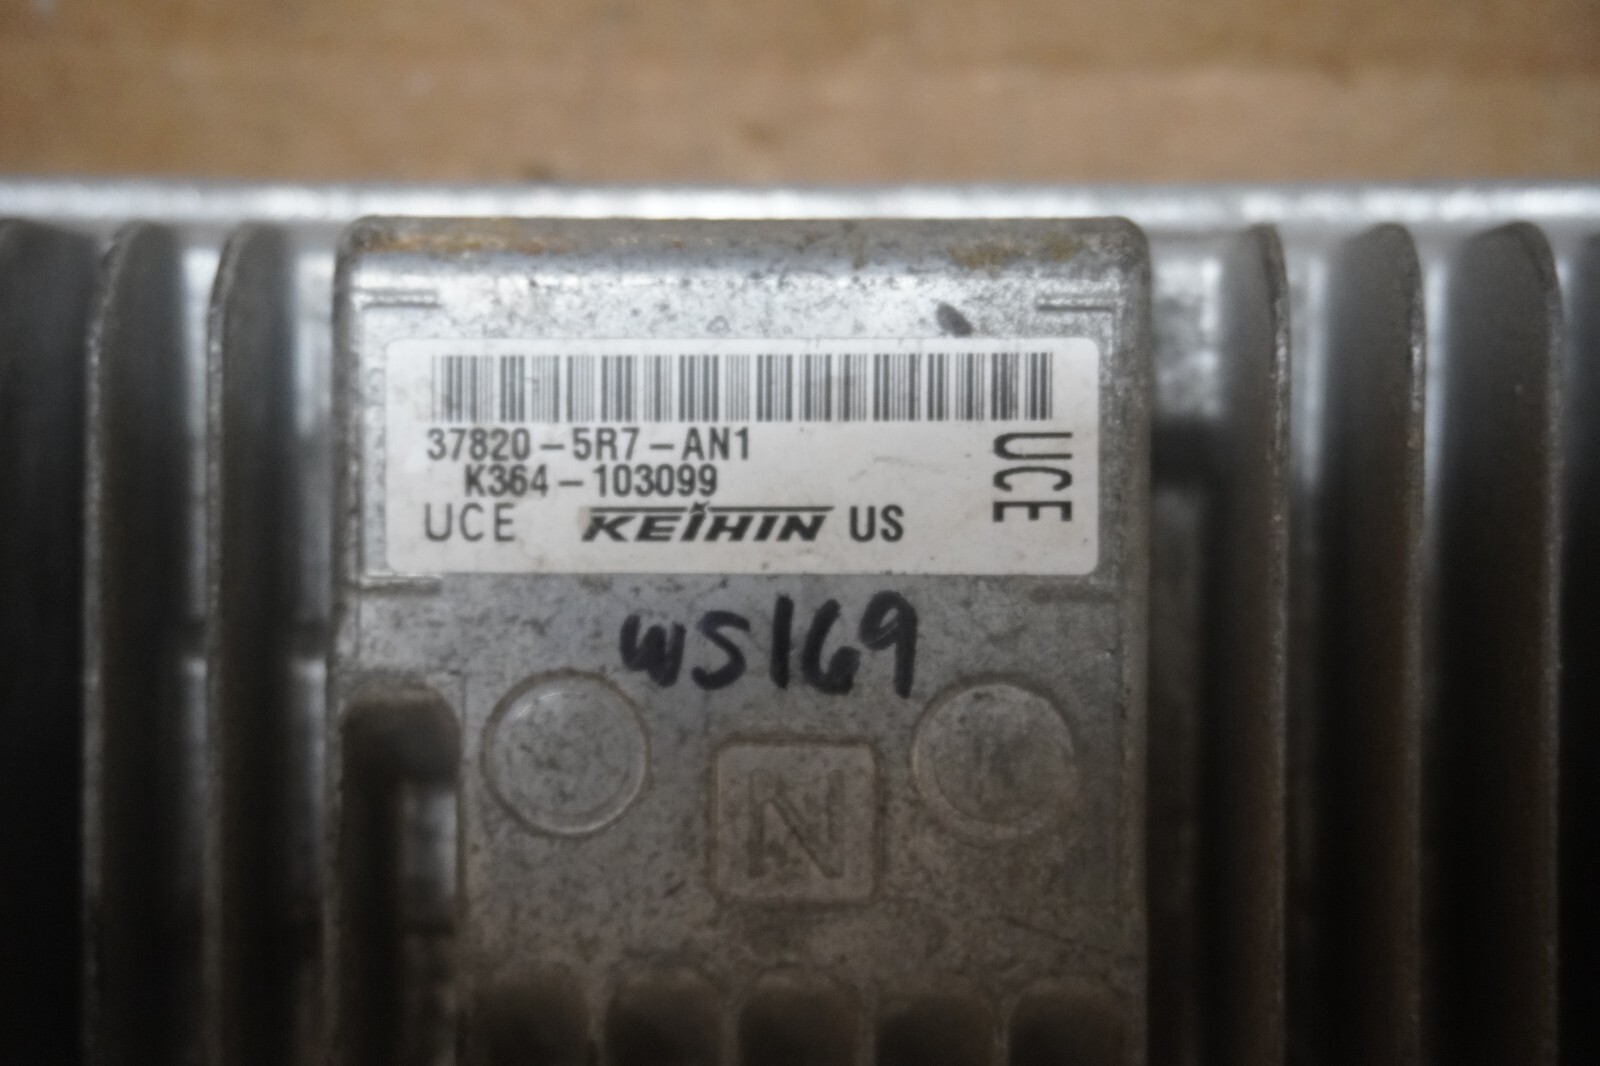 37820-5R7-AN1
K364-103099
UCE KEIHIN US
UCE
WS169
N